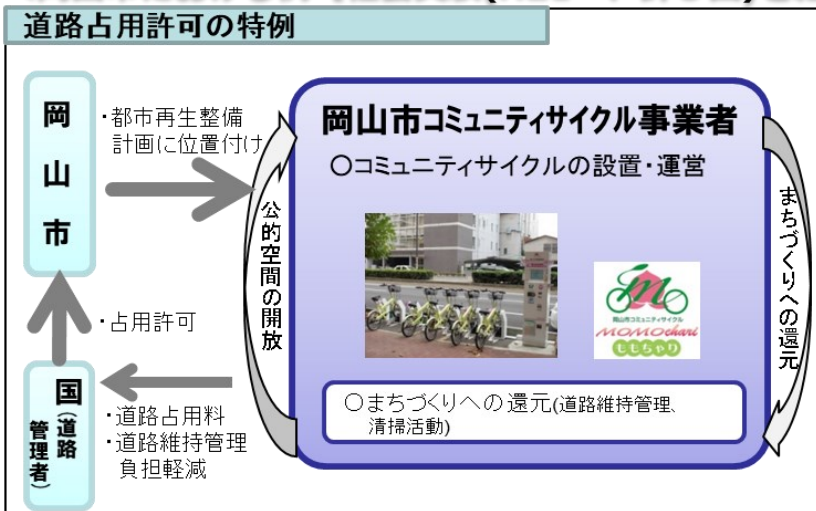 道路占用許可の特例
岡山市
・都市再生整備
計画に位置付け
・占用許可
国(道路管理者)
・道路占用料
・道路維持管理
負担軽減
公的空間の開放
岡山市コミュニティサイクル事業者
○コミュニティサイクルの設置・運営
岡山市コミュニティサイクル
MOMOchari
ももちゃり
○まちづくりへの還元(道路維持管理、
清掃活動)
まちづくりへの還元